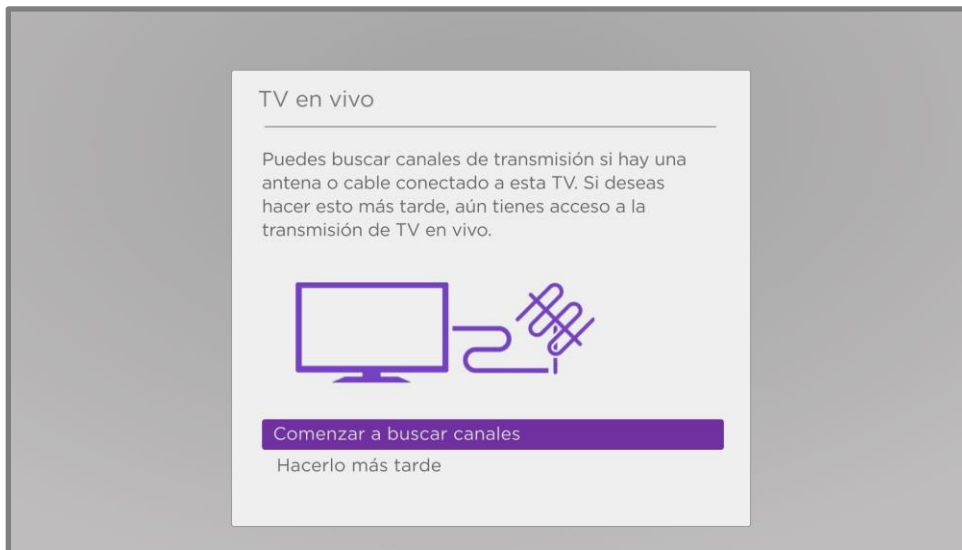 TV en vivo
Puedes buscar canales de transmisión si hay una
antena o cable conectado a esta TV. Si deseas
hacer esto más tarde, aún tienes acceso a la
transmisión de TV en vivo.
Comenzar a buscar canales
Hacerlo más tarde